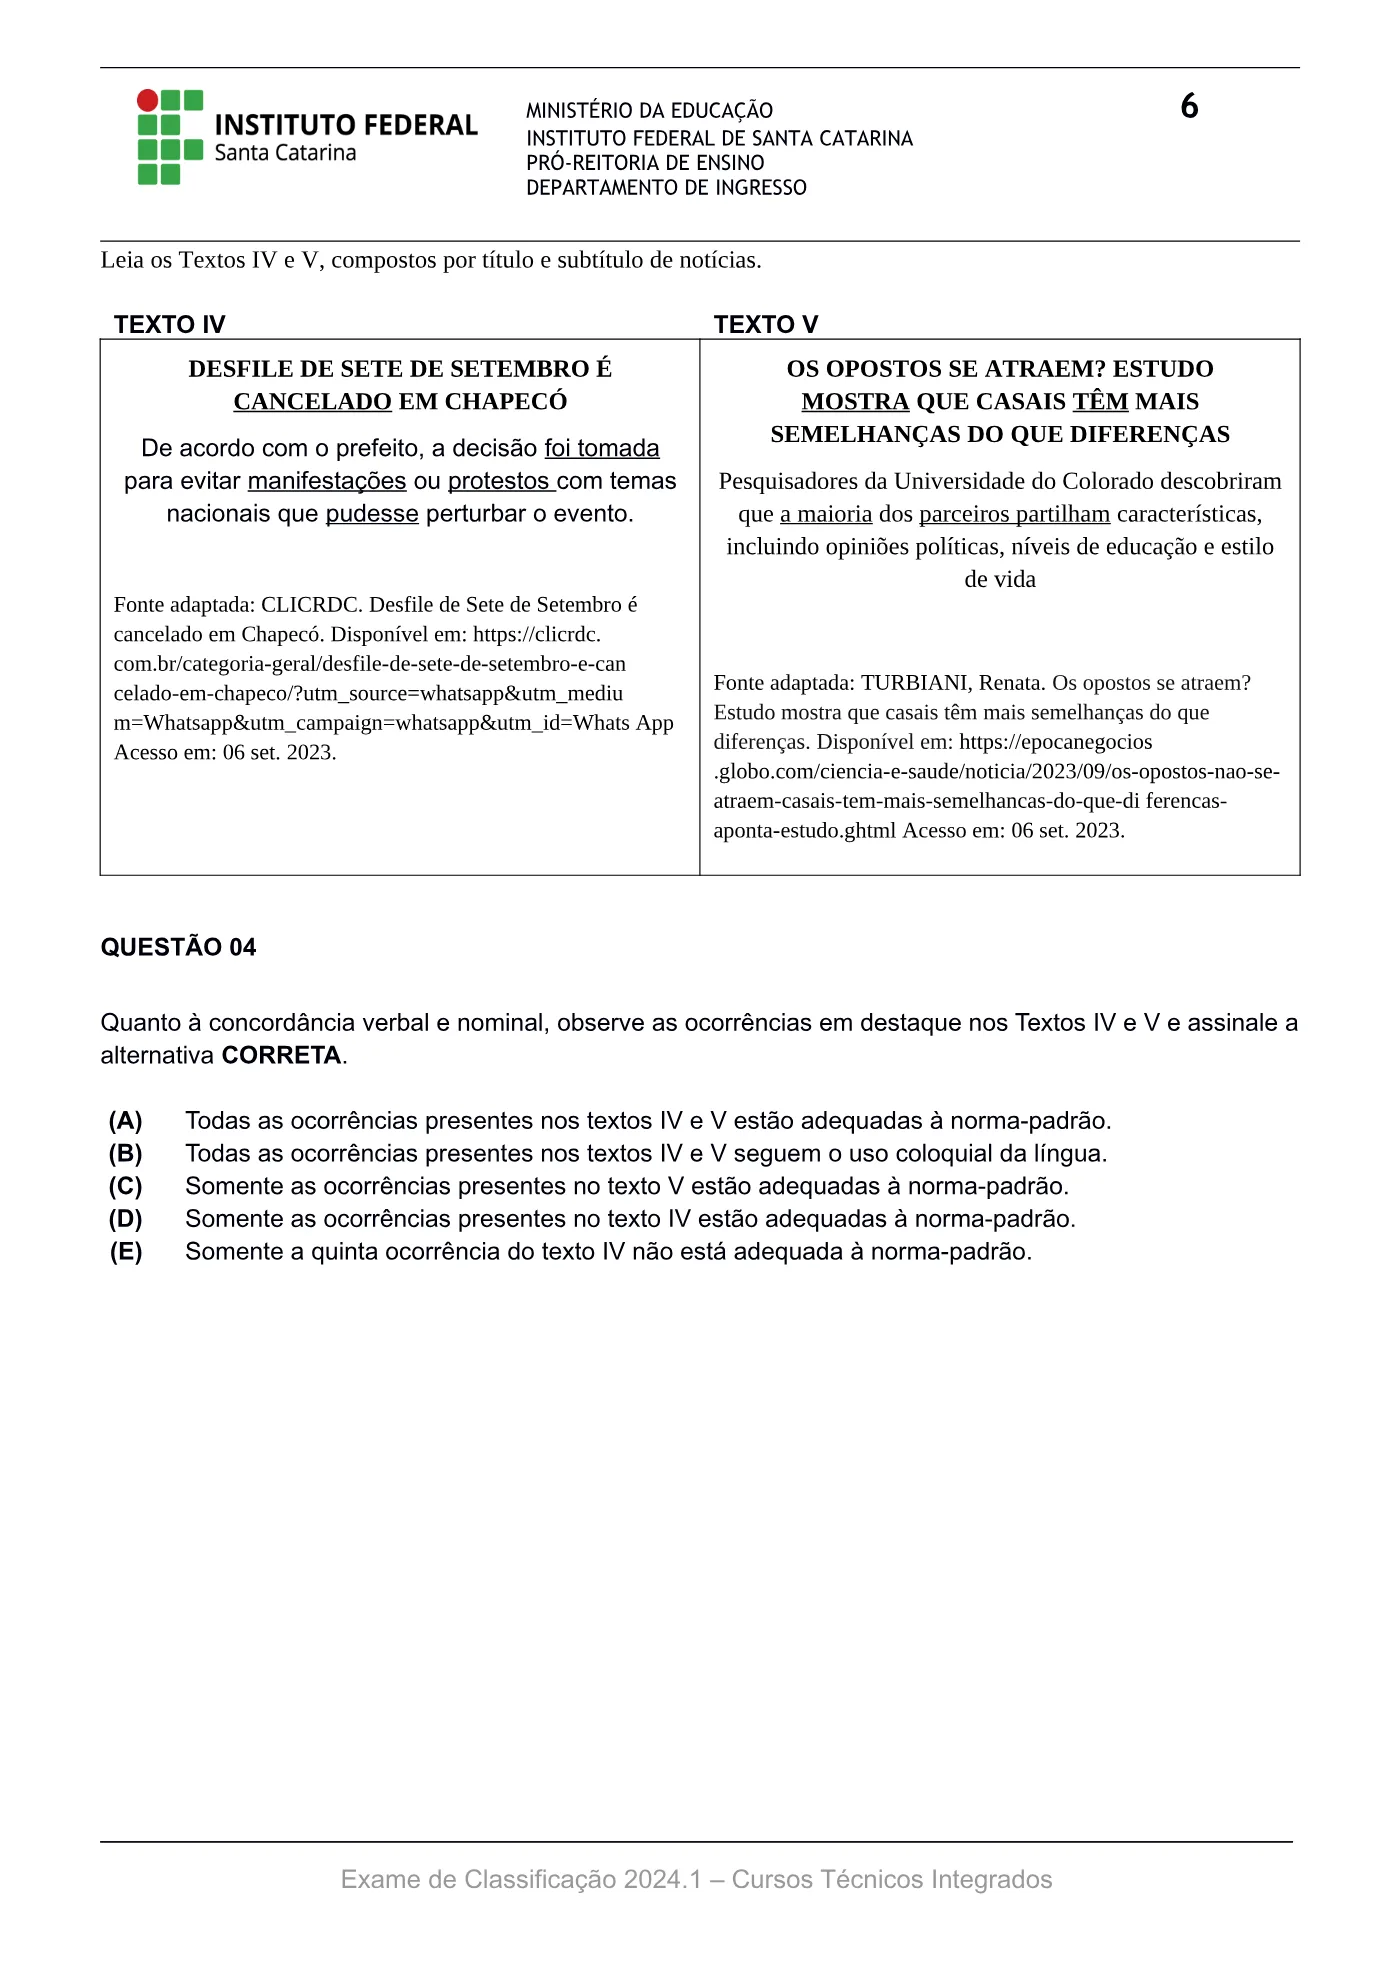 INSTITUTO FEDERAL
Santa Catarina
MINISTÉRIO DA EDUCAÇÃO
INSTITUTO FEDERAL DE SANTA CATARINA
PRÓ-REITORIA DE ENSINO
DEPARTAMENTO DE INGRESSO
6
Leia os Textos IV e V, compostos por título e subtítulo de notícias.
TEXTO IV
DESFILE DE SETE DE SETEMBRO É
CANCELADO EM CHAPECÓ
De acordo com o prefeito, a decisão foi tomada
para evitar manifestações ou protestos com temas
nacionais que pudesse perturbar o evento.
Fonte adaptada: CLICRDC. Desfile de Sete de Setembro é
cancelado em Chapecó. Disponível em: https://clicrdc.
com.br/categoria-geral/desfile-de-sete-de-setembro-e-can
celado-em-chapeco/?utm_source=whatsapp&utm_mediu
m=Whatsapp&utm_campaign=whatsapp&utm_id=Whats App
Acesso em: 06 set. 2023.
TEXTO V
OS OPOSTOS SE ATRAEM? ESTUDO
MOSTRA QUE CASAIS TÊM MAIS
SEMELHANÇAS DO QUE DIFERENÇAS
Pesquisadores da Universidade do Colorado descobriram
que a maioria dos parceiros partilham características,
incluindo opiniões políticas, níveis de educação e estilo
de vida
Fonte adaptada: TURBIANI, Renata. Os opostos se atraem?
Estudo mostra que casais têm mais semelhanças do que
diferenças. Disponível em: https://epocanegocios
.globo.com/ciencia-e-saude/noticia/2023/09/os-opostos-nao-se-
atraem-casais-tem-mais-semelhancas-do-que-di ferencas-
aponta-estudo.ghtml Acesso em: 06 set. 2023.
QUESTÃO 04
Quanto à concordância verbal e nominal, observe as ocorrências em destaque nos Textos IV e V e assinale a
alternativa CORRETA.
(A) Todas as ocorrências presentes nos textos IV e V estão adequadas à norma-padrão.
(B) Todas as ocorrências presentes nos textos IV e V seguem o uso coloquial da língua.
(C) Somente as ocorrências presentes no texto V estão adequadas à norma-padrão.
(D) Somente as ocorrências presentes no texto IV estão adequadas à norma-padrão.
(E) Somente a quinta ocorrência do texto IV não está adequada à norma-padrão.
Exame de Classificação 2024.1 – Cursos Técnicos Integrados